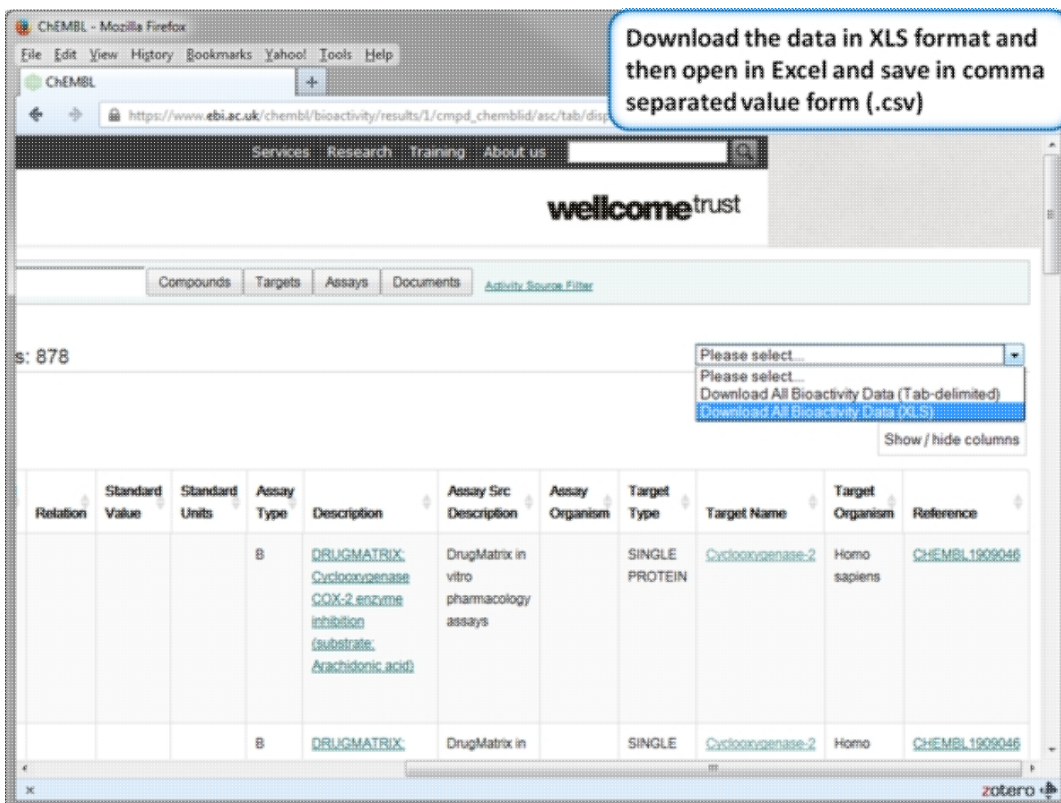 ChEMBL - Mozilla Firefox
Download the data in XLS format and
then open in Excel and save in comma
separated value form (.csv)
File Edit View History Bookmarks Yahoo! Tools Help
ChEMBL
+
https://www.ebi.ac.uk/chembl/bioactivity/results/1/cmpd_chemblid/asc/tab/disp
Services Research Training About us
wellcometrust
Compounds Targets Assays Documents Activity Source Filter
s: 878
Please select...
Please select...
Download All Bioactivity Data (Tab-delimited)
Download All Bioactivity Data (XLS)
Show / hide columns
Relation
Standard
Value
Standard
Units
Assay
Type
Description
Assay Src
Description
Assay
Organism
Target
Type
Target Name
Target
Organism
Reference
B
DRUGMATRIX:
Cyclooxygenase
COX-2 enzyme
inhibition
(substrate:
Arachidonic acid)
DrugMatrix in
vitro
pharmacology
assays
SINGLE
PROTEIN
Cyclooxygenase-2
Homo
sapiens
CHEMBL1909046
B
DRUGMATRIX:
DrugMatrix in
SINGLE
Cyclooxygenase-2
Homo
CHEMBL1909046
x
zotero